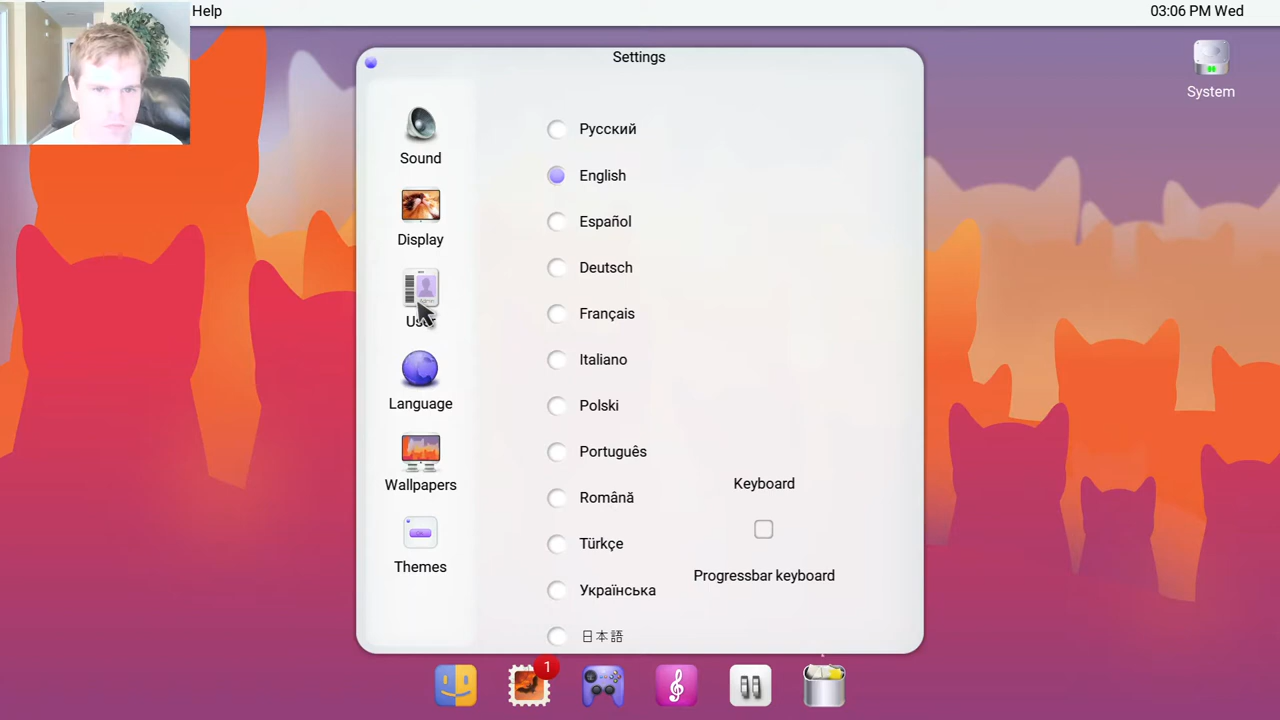 Help
03:06 PM Wed
Settings
System
Sound
Display
Language
Wallpapers
Themes
Русский
English
Español
Deutsch
Français
Italiano
Polski
Português
Română
Türkçe
Українська
日本語
Keyboard
Progressbar keyboard
1